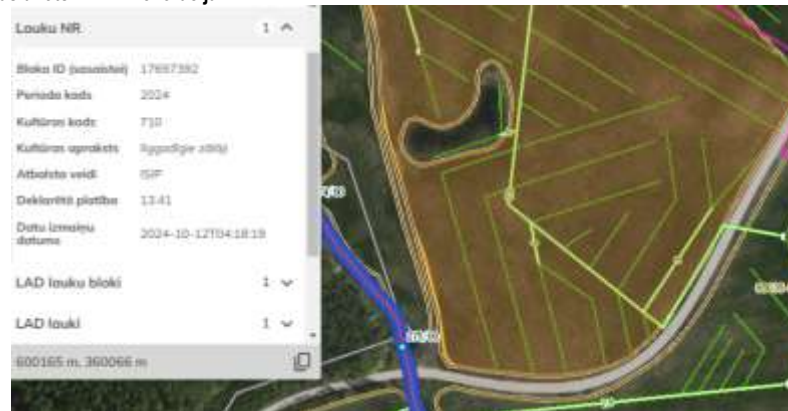 Lauku NR 1
Bloka ID (sasaistei)
Perioda kods 2024
Kultūras kods 710
Kultūras apraksts Ilggadīgie zālāji
Atbalsta veidi ISIP
Deklarētā platība 13.41
Datu izmaiņu
datums 2024-10-12T04:18:19
LAD lauku bloki 1
LAD lauki 1
600165 m, 360066 m